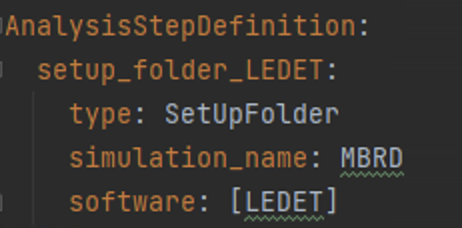 AnalysisStepDefinition:
setup_folder_LEDET:
type: SetUpFolder
simulation_name: MBRD
software: [LEDET]